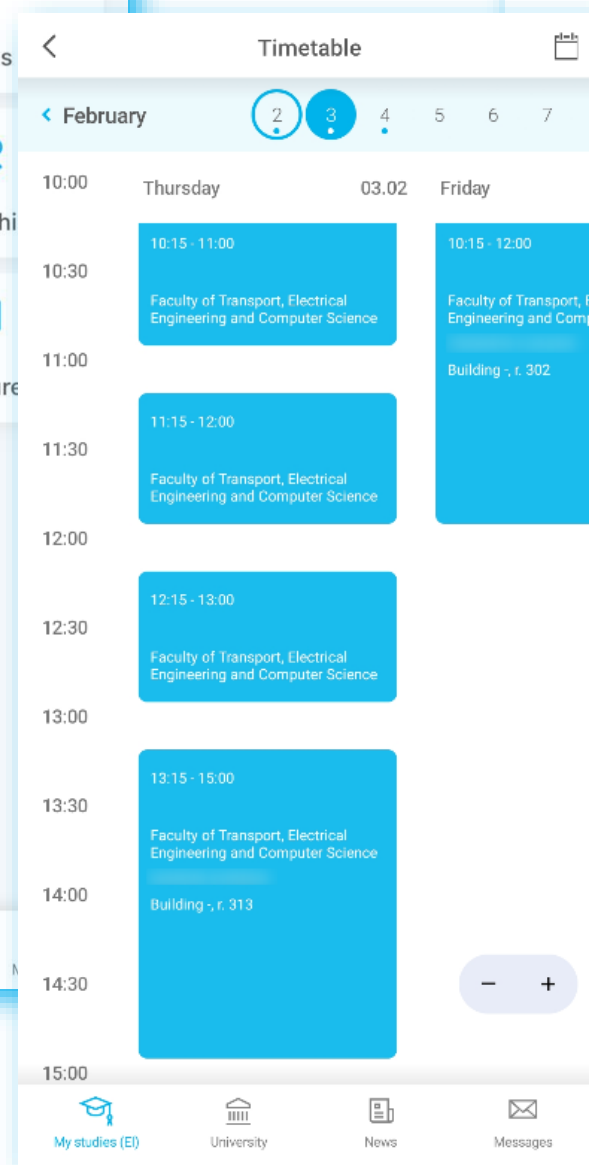 Timetable
February
2
3
4
5
6
7
10:00
Thursday
03.02
Friday
10:15 - 11:00
Faculty of Transport, Electrical
Engineering and Computer Science
10:15 - 12:00
Faculty of Transport,
Engineering and
Building -, r. 302
10:30
11:00
11:15 - 12:00
Faculty of Transport, Electrical
Engineering and Computer Science
11:30
12:00
12:15 - 13:00
Faculty of Transport, Electrical
Engineering and Computer Science
12:30
13:00
13:15 - 15:00
Faculty of Transport, Electrical
Engineering and Computer Science
Building -, r. 313
13:30
14:00
14:30
- +
15:00
My studies (EI)
University
News
Messages